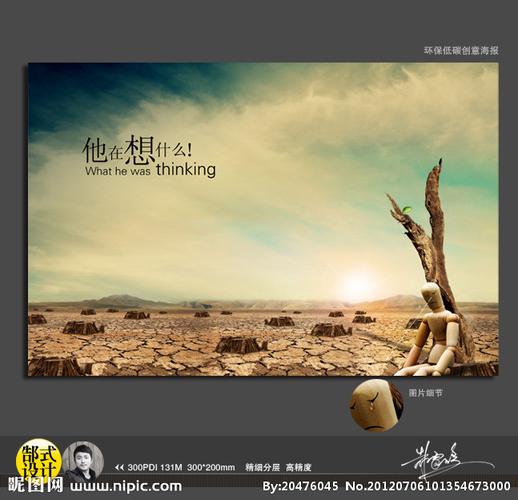 环保低碳创意海报
他在想什么!
What he was thinking
图片细节
郜式
设计
300PDI 131M 300*200mm 精细分层 高精度
昵图网 www.nipic.com
By:20476045 No.20120706101354673000